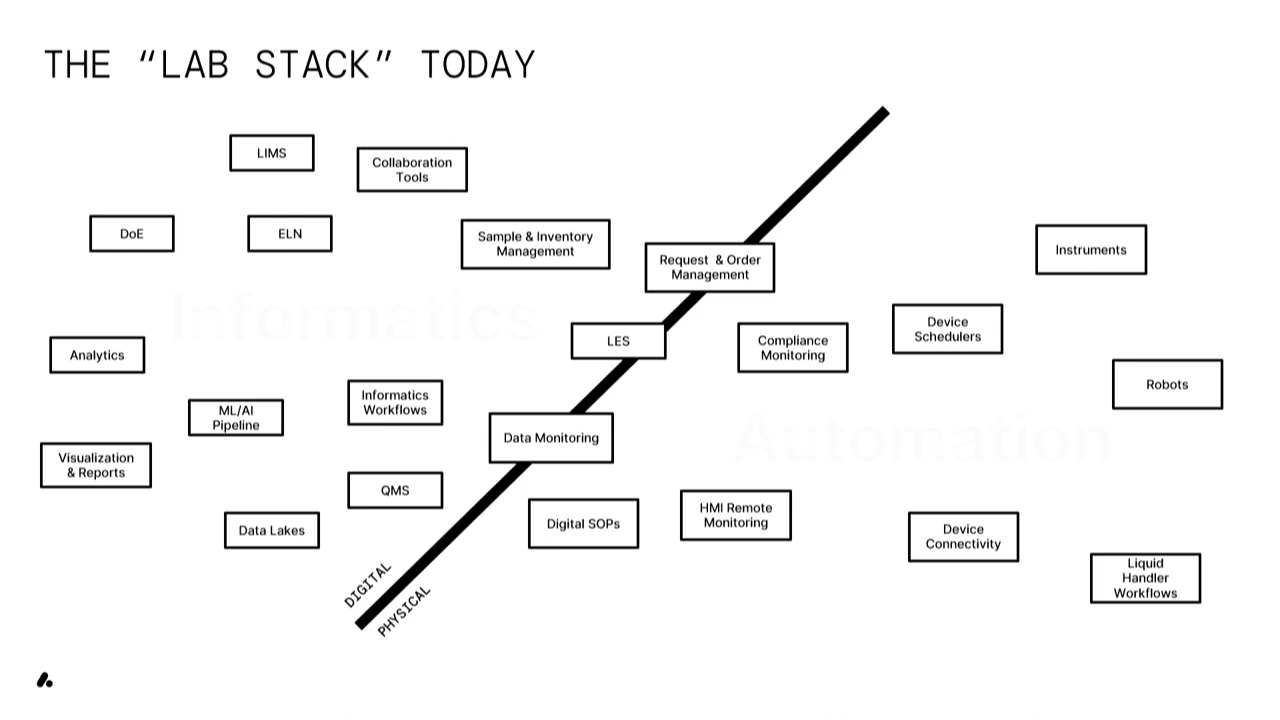 THE “LAB STACK” TODAY
LIMS
Collaboration
Tools
DoE
ELN
Sample & Inventory
Management
Request & Order
Management
Instruments
Informatics
LES
Compliance
Monitoring
Device
Schedulers
Analytics
Robots
Informatics
Workflows
ML/AI
Pipeline
Data Monitoring
Automation
Visualization
& Reports
QMS
Digital SOPs
HMI Remote
Monitoring
Data Lakes
Device
Connectivity
Liquid
Handler
Workflows
DIGITAL
PHYSICAL